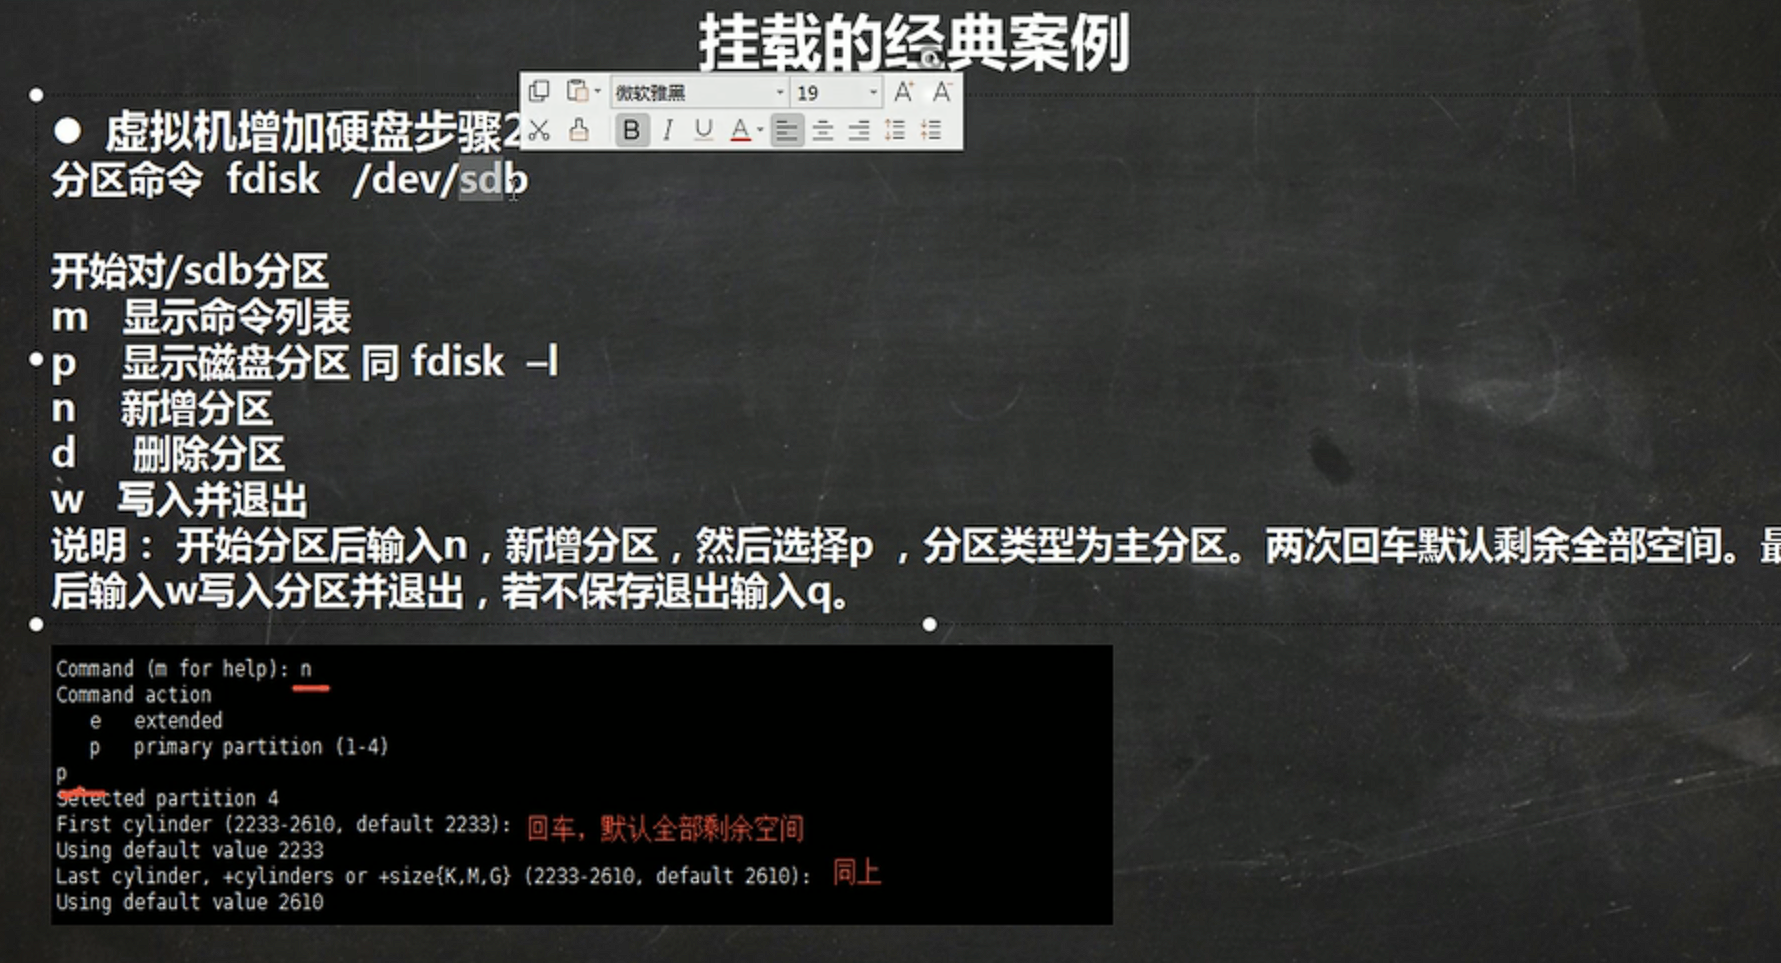 挂载的经典案例
微软雅黑 19
B I U A
虚拟机增加硬盘步骤2
分区命令 fdisk /dev/sdb
开始对/sdb分区
m 显示命令列表
p 显示磁盘分区 同 fdisk –l
n 新增分区
d 删除分区
w 写入并退出
说明： 开始分区后输入n，新增分区，然后选择p ，分区类型为主分区。两次回车默认剩余全部空间。最
后输入w写入分区并退出，若不保存退出输入q。
Command (m for help): n
Command action
e extended
p primary partition (1-4)
p
Selected partition 4
First cylinder (2233-2610, default 2233): 回车，默认全部剩余空间
Using default value 2233
Last cylinder, +cylinders or +size{K,M,G} (2233-2610, default 2610): 同上
Using default value 2610